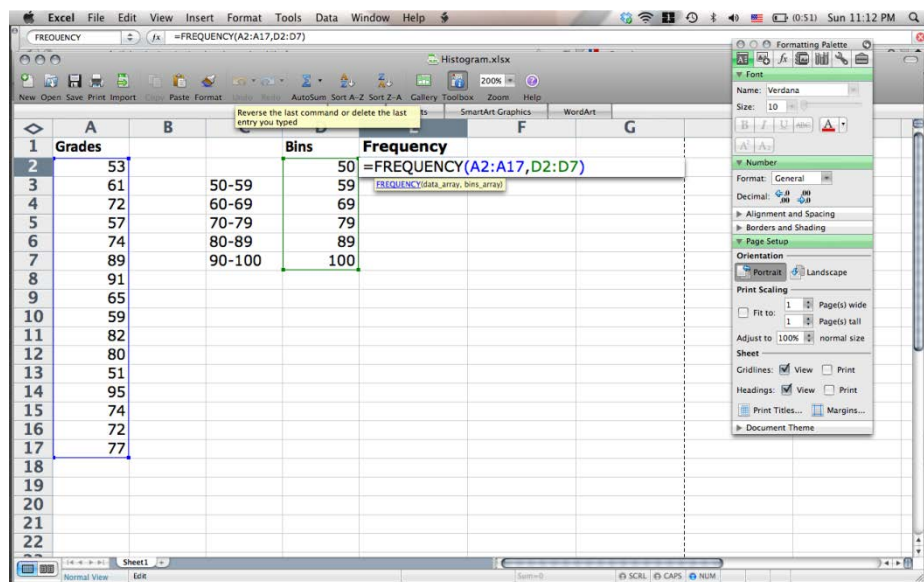 Excel File Edit View Insert Format Tools Data Window Help (0:51) Sun 11:12 PM
FREQUENCY fx =FREQUENCY(A2:A17,D2:D7)
Histogram.xlsx
200%
New Open Save Print Import Copy Paste Format Undo Redo AutoSum Sort A-Z Sort Z-A Gallery Toolbox Zoom Help
SmartArt Graphics WordArt
Reverse the last command or delete the last
entry you typed
A B E F G
1 Grades Bins Frequency
2 53 50 =FREQUENCY(A2:A17,D2:D7)
FREQUENCY(data_array, bins_array)
3 61 50-59 59
4 72 60-69 69
5 57 70-79 79
6 74 80-89 89
7 89 90-100 100
8 91
9 65
10 59
11 82
12 80
13 51
14 95
15 74
16 72
17 77
18
19
20
21
22
Sheet1
Normal View Edit Sum=0 SCRL CAPS NUM
Formatting Palette
Font
Name: Verdana
Size: 10
B I U ABC A
A A
Number
Format: General
Decimal: .0 .00 .00 .0
Alignment and Spacing
Borders and Shading
Page Setup
Orientation
Portrait Landscape
Print Scaling
Fit to: 1 Page(s) wide
1 Page(s) tall
Adjust to 100% normal size
Sheet
Gridlines: View Print
Headings: View Print
Print Titles... Margins...
Document Theme